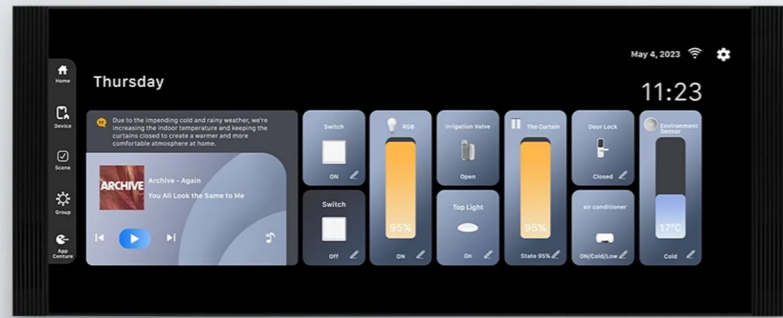 May 4, 2023
Thursday
11:23
Home
Device
Scene
Group
App
Centure
Due to the impending cold and rainy weather, we're
increasing the indoor temperature and keeping the
curtains closed to create a warmer and more
comfortable atmosphere at home.
ARCHIVE
Archive - Again
You All Look the Same to Me
Switch
ON
Switch
Off
RGB
95%
ON
Irrigation Valve
Open
Top Light
On
The Curtain
95%
State 95%
Door Lock
Closed
air conditioner
ON/Cold/Low
Environment
Sensor
17°C
Cold